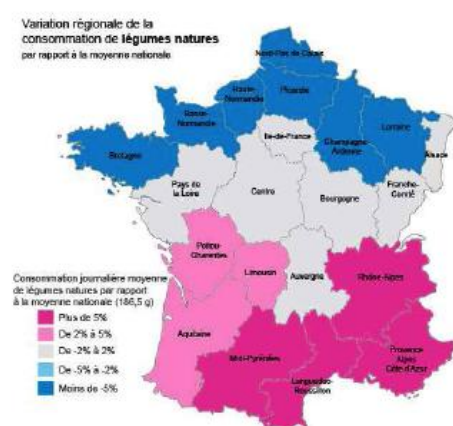 Variation régionale de la
consommation de légumes natures
par rapport à la moyenne nationale
Nord-Pas de Calais
Haute-
Normandie
Picardie
Basse-
Normandie
Ile-de-France
Champagne-
Ardenne
Lorraine
Alsace
Bretagne
Pays de
la Loire
Centre
Bourgogne
Franche-
Comté
Poitou-
Charentes
Limousin
Auvergne
Rhône-Alpes
Aquitaine
Midi-Pyrénées
Languedoc-
Roussillon
Provence
Alpes
Côte d'Azur
Consommation journalière moyenne
de légumes natures par rapport
à la moyenne nationale (186,5 g)
Plus de 5%
De 2% à 5%
De -2% à 2%
De -5% à -2%
Moins de -5%